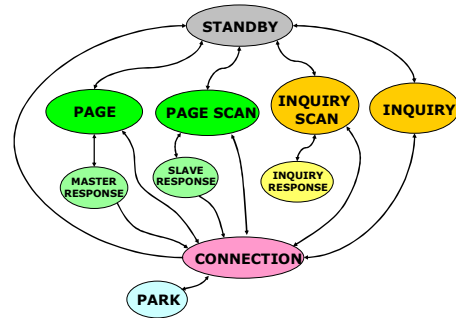 STANDBY
PAGE
PAGE SCAN
INQUIRY
SCAN
INQUIRY
MASTER
RESPONSE
SLAVE
RESPONSE
INQUIRY
RESPONSE
CONNECTION
PARK